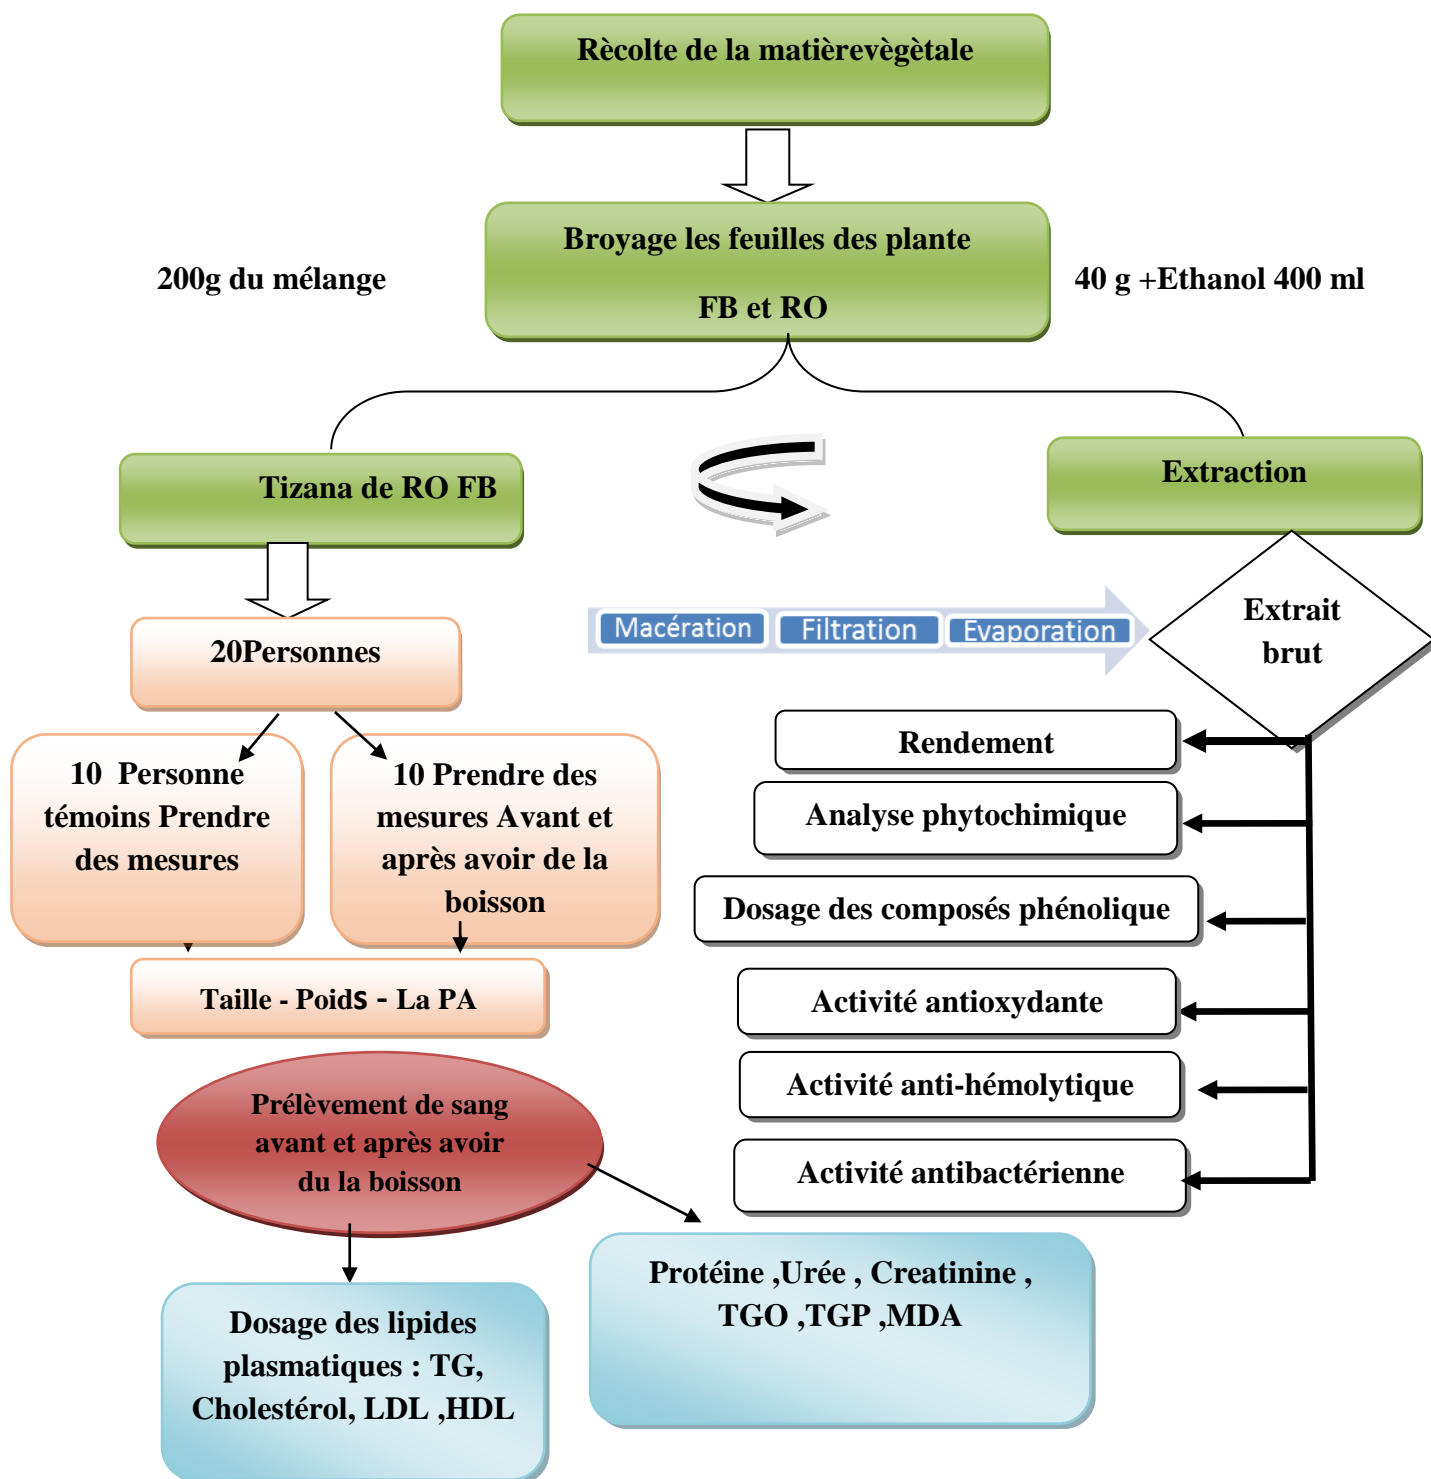 Rècolte de la matièrevègètale
Broyage les feuilles des plante
FB et RO
200g du mélange
40 g +Ethanol 400 ml
Tizana de RO FB
Extraction
Macération
Filtration
Evaporation
Extrait
brut
20Personnes
10 Personne
témoins Prendre
des mesures
10 Prendre des
mesures Avant et
après avoir de la
boisson
Taille - Poids - La PA
Prélèvement de sang
avant et après avoir
du la boisson
Dosage des lipides
plasmatiques : TG,
Cholestérol, LDL ,HDL
Protéine ,Urée , Creatinine ,
TGO ,TGP ,MDA
Rendement
Analyse phytochimique
Dosage des composés phénolique
Activité antioxydante
Activité anti-hémolytique
Activité antibactérienne